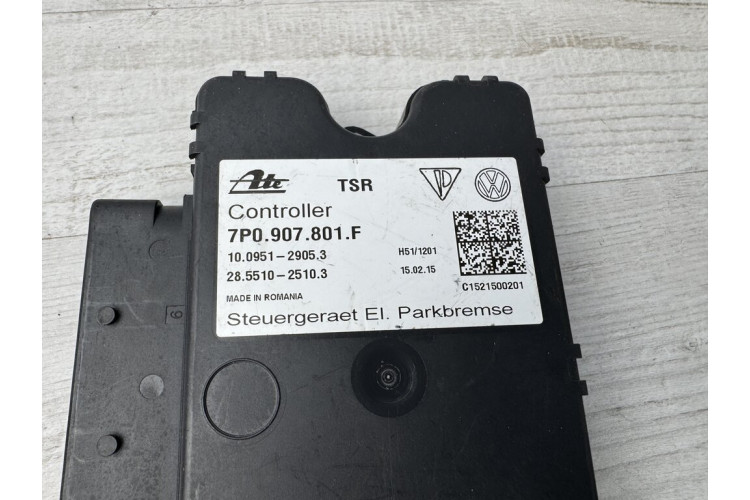 Ate TSR
Controller
7P0.907.801.F
10.0951-2905.3 H51/1201
28.5510-2510.3 15.02.15
C1521500201
MADE IN ROMANIA
Steuergeraet El. Parkbremse
6